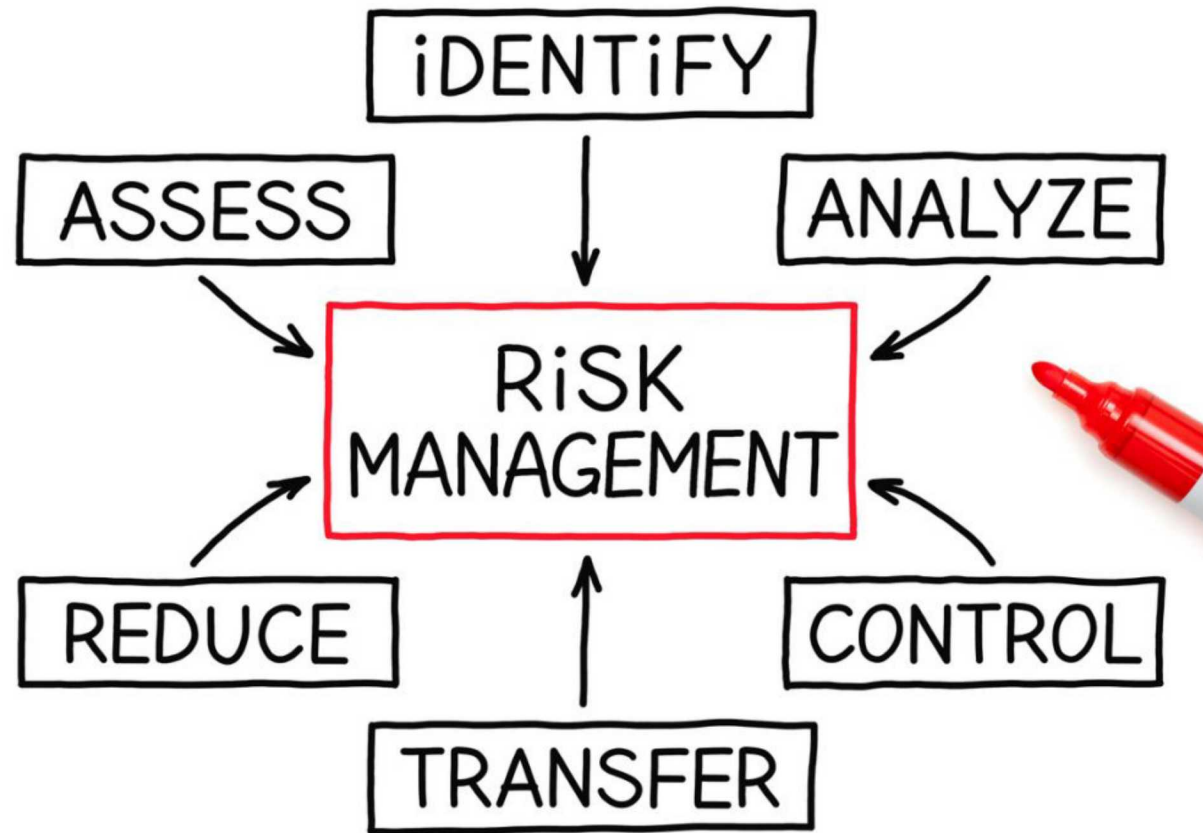 iDENTiFY
ASSESS
ANALYZE
RiSK
MANAGEMENT
REDUCE
CONTROL
TRANSFER